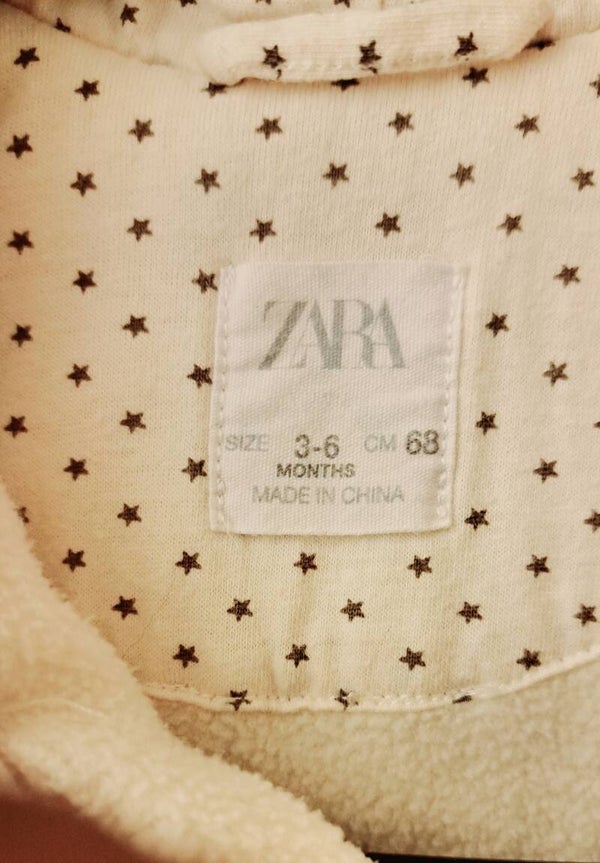 ZARA
SIZE 3-6 CM 68
MONTHS
MADE IN CHINA